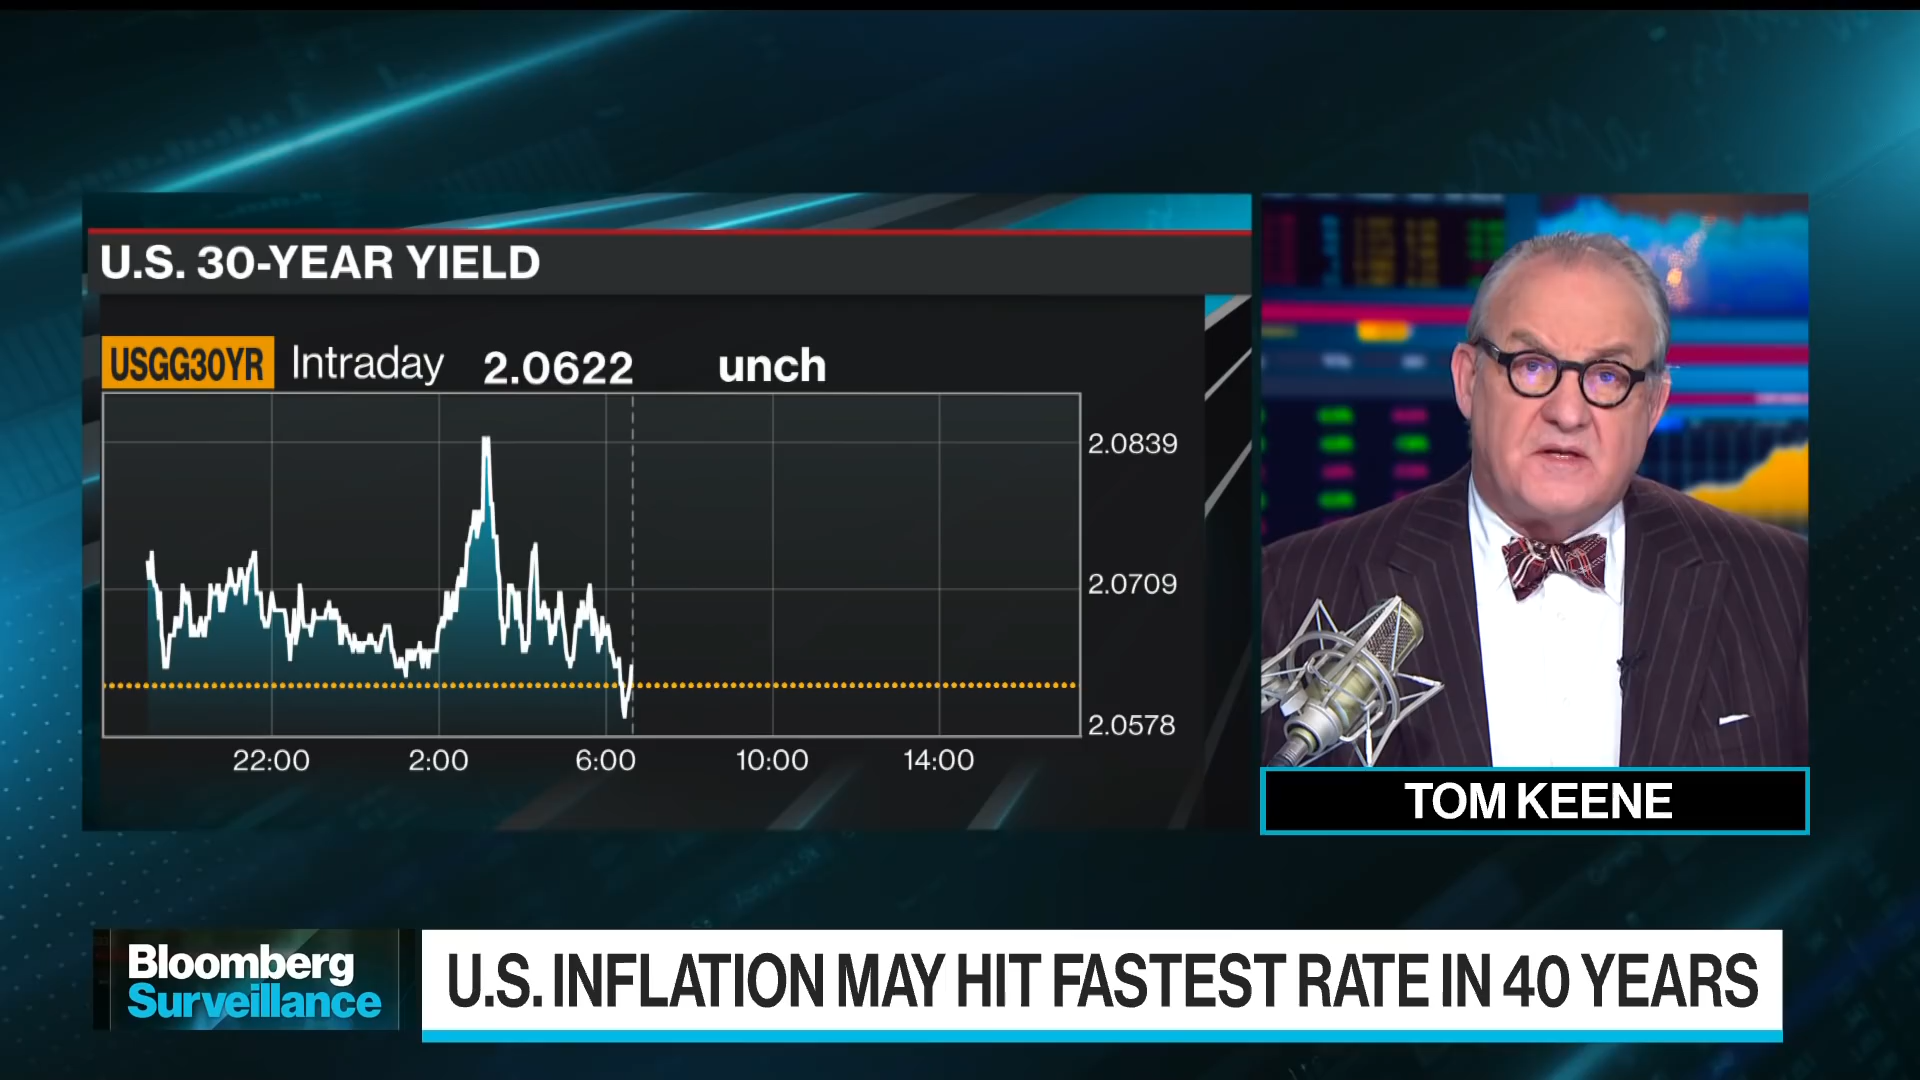 U.S. 30-YEAR YIELD
USGG30YR Intraday 2.0622 unch
2.0839
2.0709
2.0578
22:00 2:00 6:00 10:00 14:00
TOM KEENE
Bloomberg
Surveillance
U.S. INFLATION MAY HIT FASTEST RATE IN 40 YEARS